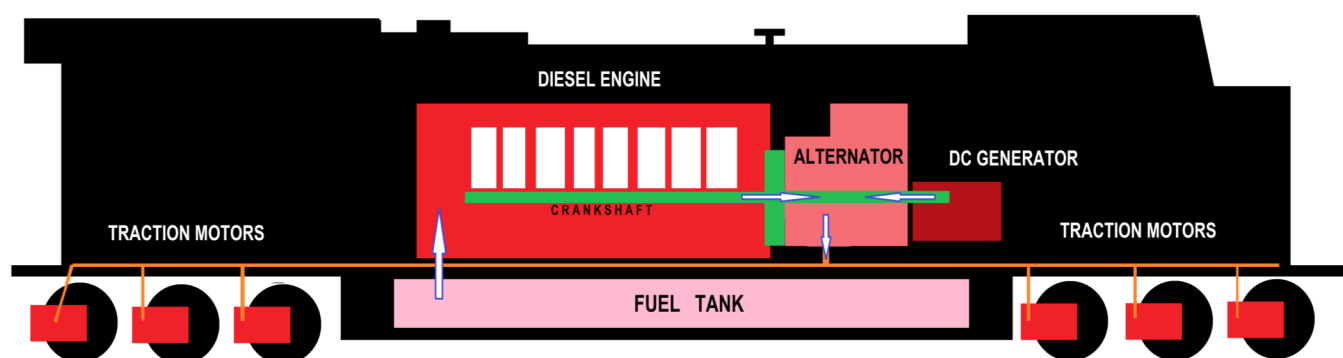 DIESEL ENGINE
ALTERNATOR
DC GENERATOR
CRANKSHAFT
TRACTION MOTORS
TRACTION MOTORS
FUEL TANK